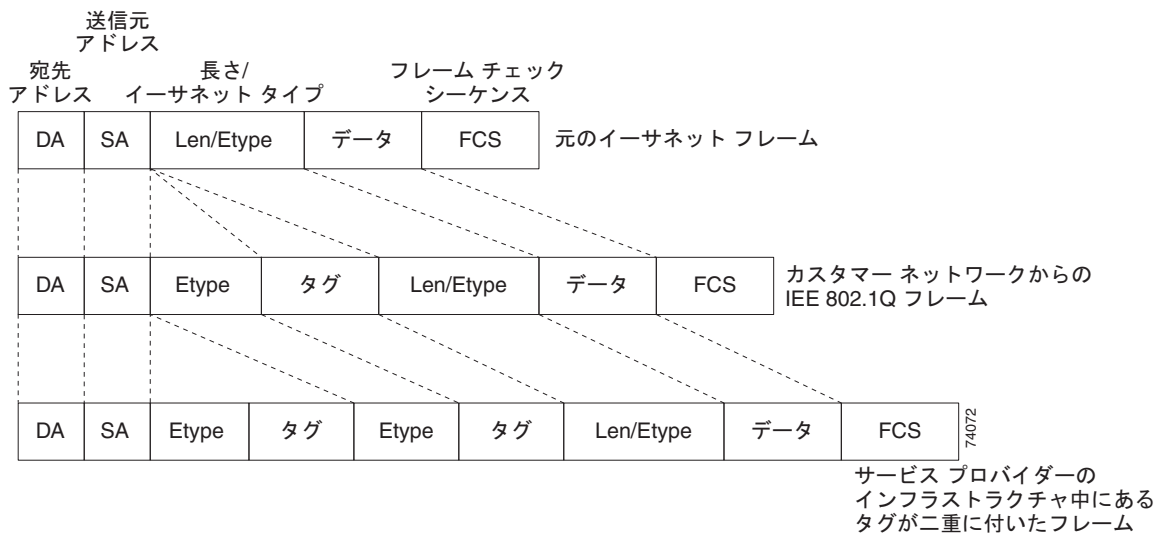 送信元
アドレス
宛先
アドレス
長さ/
イーサネット タイプ
フレーム チェック
シーケンス
DA SA Len/Etype データ FCS
元のイーサネット フレーム
DA SA Etype タグ Len/Etype データ FCS
カスタマー ネットワークからの
IEE 802.1Q フレーム
DA SA Etype タグ Etype タグ Len/Etype データ FCS
74072
サービス プロバイダーの
インフラストラクチャ中にある
タグが二重に付いたフレーム